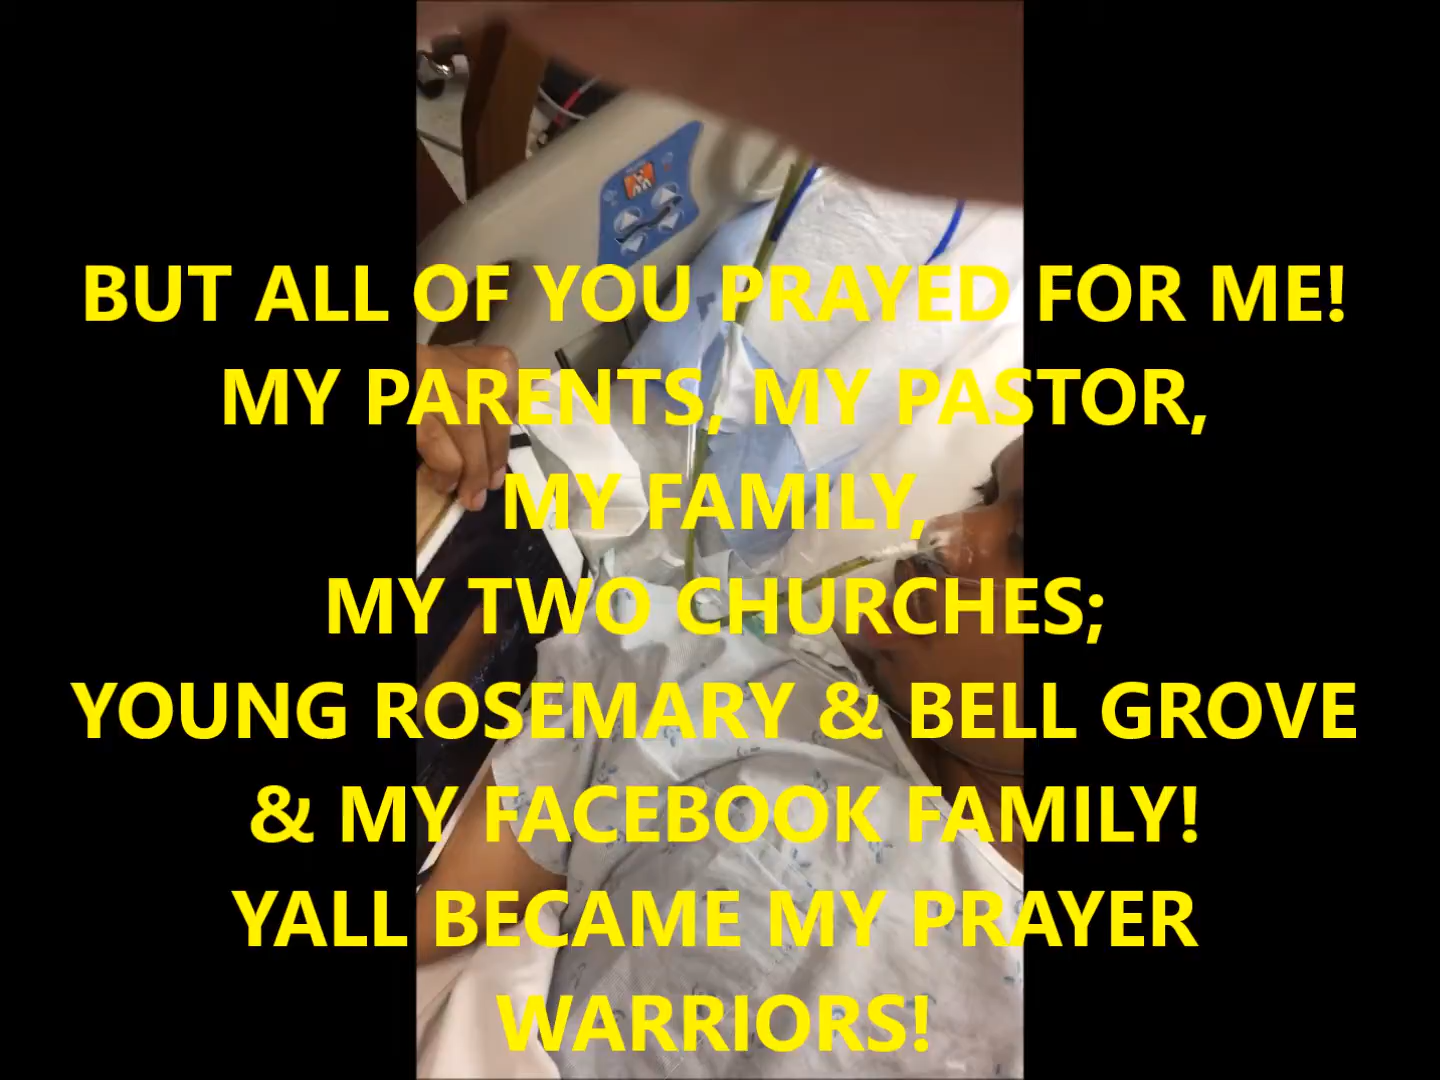 BUT ALL OF YOU PRAYED FOR ME!
MY PARENTS, MY PASTOR,
MY FAMILY,
MY TWO CHURCHES;
YOUNG ROSEMARY & BELL GROVE
& MY FACEBOOK FAMILY!
YALL BECAME MY PRAYER
WARRIORS!